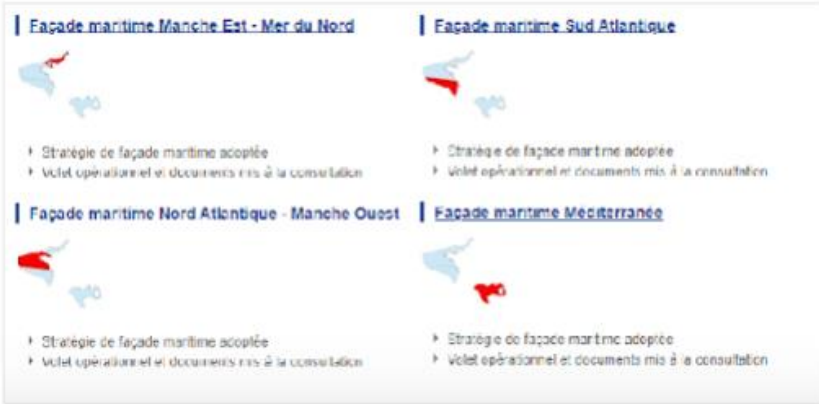 Façade maritime Manche Est - Mer du Nord
Stratégie de façade maritime adoptée
Volet opérationnel et documents mis à la consultation
Façade maritime Sud Atlantique
Stratégie de façade maritime adoptée
Volet opérationnel et documents mis à la consultation
Façade maritime Nord Atlantique - Manche Ouest
Stratégie de façade maritime adoptée
Volet opérationnel et documents mis à la consultation
Façade maritime Méditerranée
Stratégie de façade maritime adoptée
Volet opérationnel et documents mis à la consultation